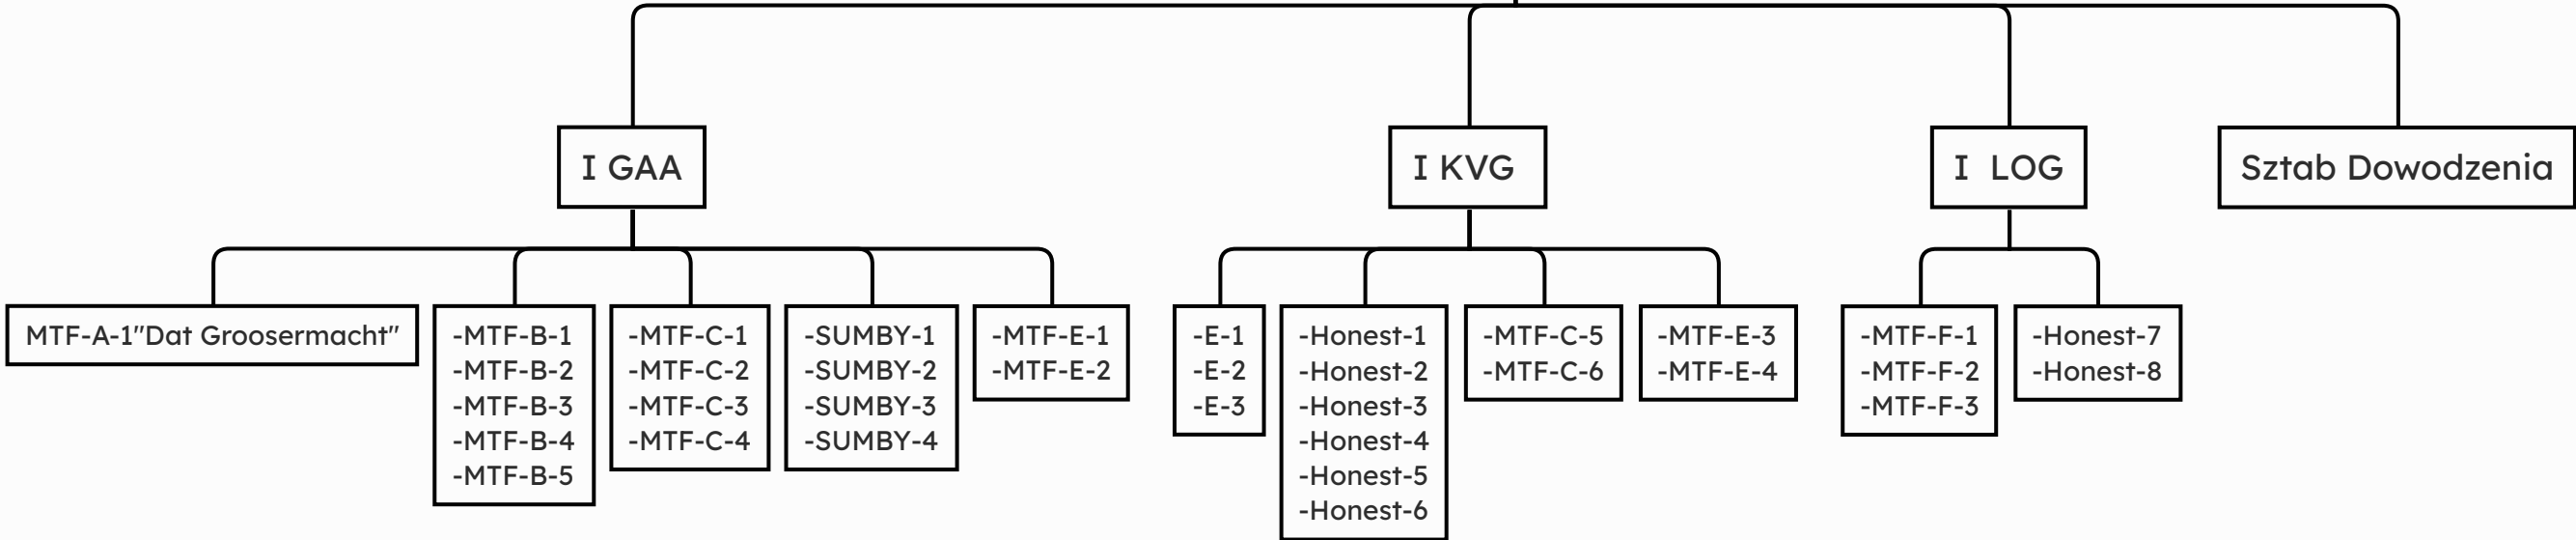 I GAA
I KVG
I LOG
Sztab Dowodzenia
MTF-A-1"Dat Groosermacht"
-MTF-B-1
-MTF-B-2
-MTF-B-3
-MTF-B-4
-MTF-B-5
-MTF-C-1
-MTF-C-2
-MTF-C-3
-MTF-C-4
-SUMBY-1
-SUMBY-2
-SUMBY-3
-SUMBY-4
-MTF-E-1
-MTF-E-2
-E-1
-E-2
-E-3
-Honest-1
-Honest-2
-Honest-3
-Honest-4
-Honest-5
-Honest-6
-MTF-C-5
-MTF-C-6
-MTF-E-3
-MTF-E-4
-MTF-F-1
-MTF-F-2
-MTF-F-3
-Honest-7
-Honest-8